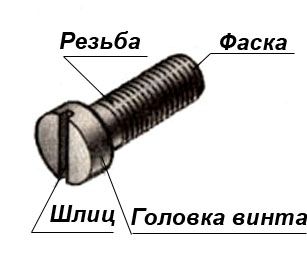 Резьба
Фаска
Шлиц
Головка винта